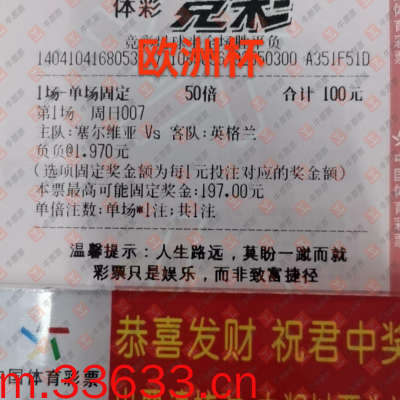 体彩 竞彩
欧洲杯
1场-单场固定 50倍 合计 100元
第1场 周日007
主队:塞尔维亚 Vs 客队:英格兰
负负@1.970元
(选项固定奖金额为每1元投注对应的奖金额)
本票最高可能固定奖金:197.00元
单倍注数:单场*1注;共1注
温馨提示:人生路远,莫盼一蹴而就
彩票只是娱乐,而非致富捷径
恭喜发财 祝君中奖
中国体育彩票
m.33633.cn